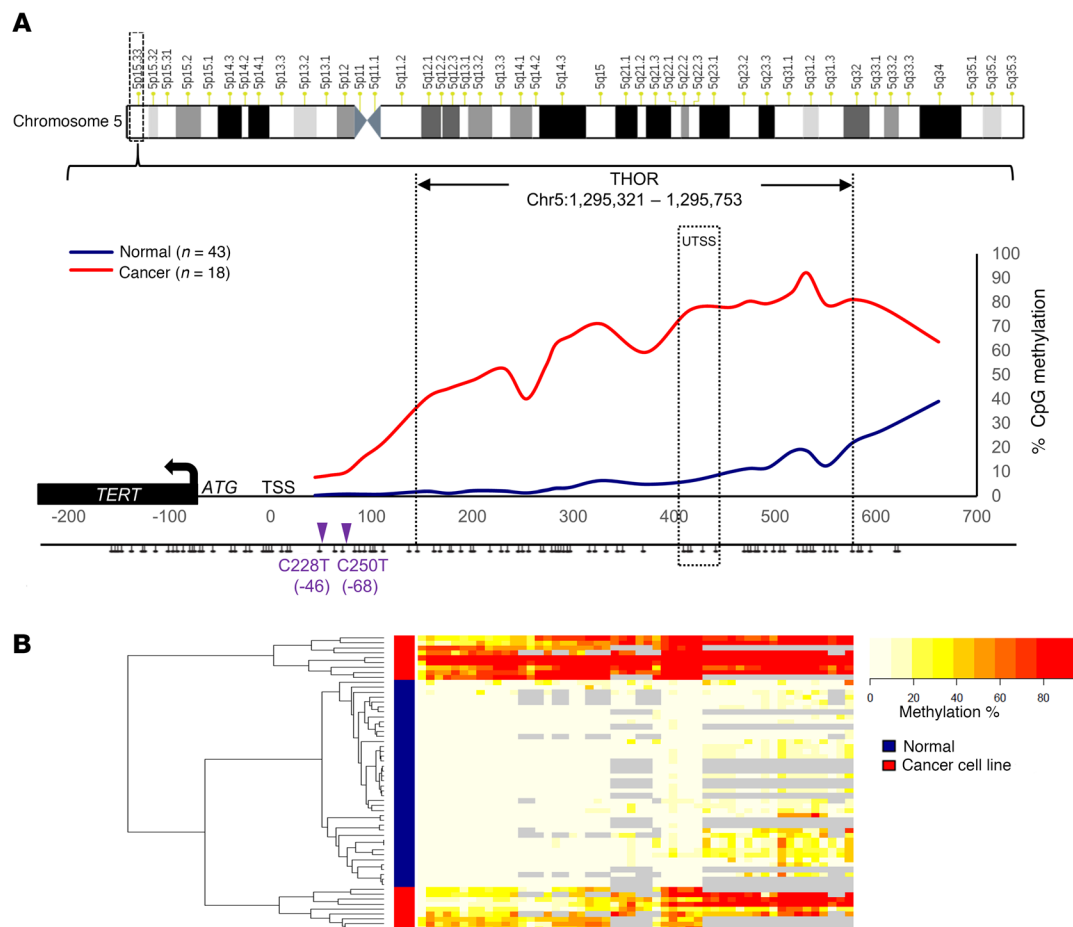 A
5p15.33
5p15.32
5p15.31
5p15.2
5p15.1
5p14.3
5p14.2
5p14.1
5p13.3
5p13.2
5p13.1
5p12
5p11
5q11.1
5q11.2
5q12.1
5q12.2
5q12.3
5q13.1
5q13.2
5q13.3
5q14.1
5q14.2
5q14.3
5q15
5q21.1
5q21.2
5q21.3
5q22.1
5q22.2
5q22.3
5q23.1
5q23.2
5q23.3
5q31.1
5q31.2
5q31.3
5q32
5q33.1
5q33.2
5q33.3
5q34
5q35.1
5q35.2
5q35.3
Chromosome 5
THOR
Chr5:1,295,321 – 1,295,753
UTSS
Normal (n = 43)
Cancer (n = 18)
100
90
80
70
60
50
40
30
20
10
0
% CpG methylation
TERT
ATG
TSS
-200 -100 0 100 200 300 400 500 600 700
C228T C250T
(-46) (-68)
B
0 20 40 60 80
Methylation %
Normal
Cancer cell line